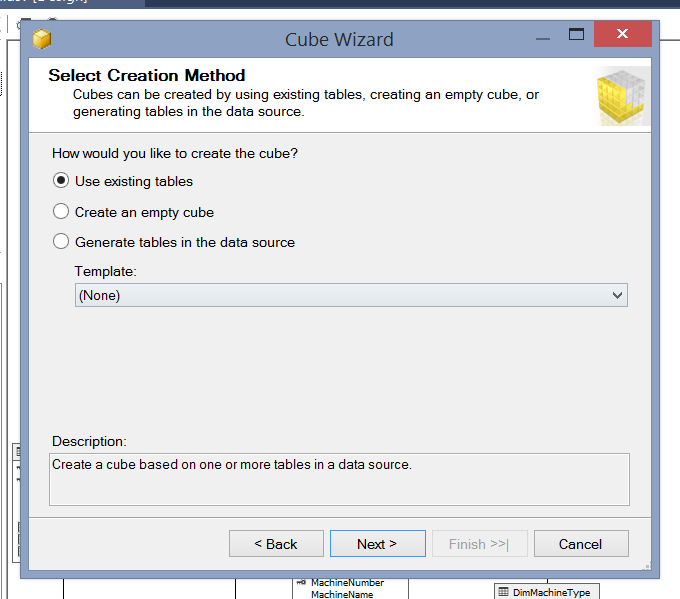 Cube Wizard
Select Creation Method
Cubes can be created by using existing tables, creating an empty cube, or
generating tables in the data source.
How would you like to create the cube?
Use existing tables
Create an empty cube
Generate tables in the data source
Template:
(None)
Description:
Create a cube based on one or more tables in a data source.
< Back
Next >
Finish >>|
Cancel
MachineNumber
MachineName
DimMachineType